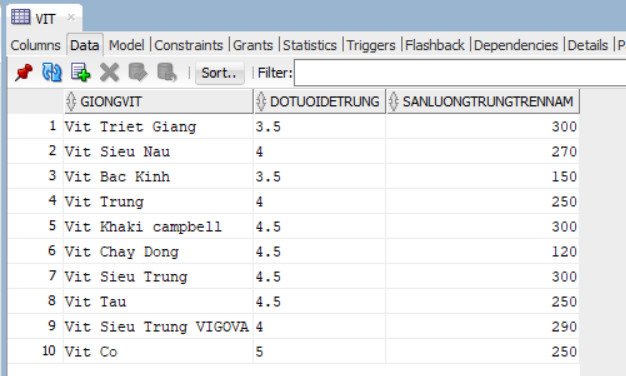 VIT
Columns Data Model Constraints Grants Statistics Triggers Flashback Dependencies Details P
Sort.. Filter:
GIONGVIT DOTUOIDETRUNG SANLUONGTRUNGTRENNAM
1 Vit Triet Giang 3.5 300
2 Vit Sieu Nau 4 270
3 Vit Bac Kinh 3.5 150
4 Vit Trung 4 250
5 Vit Khaki campbell 4.5 300
6 Vit Chay Dong 4.5 120
7 Vit Sieu Trung 4.5 300
8 Vit Tau 4.5 250
9 Vit Sieu Trung VIGOVA 4 290
10 Vit Co 5 250